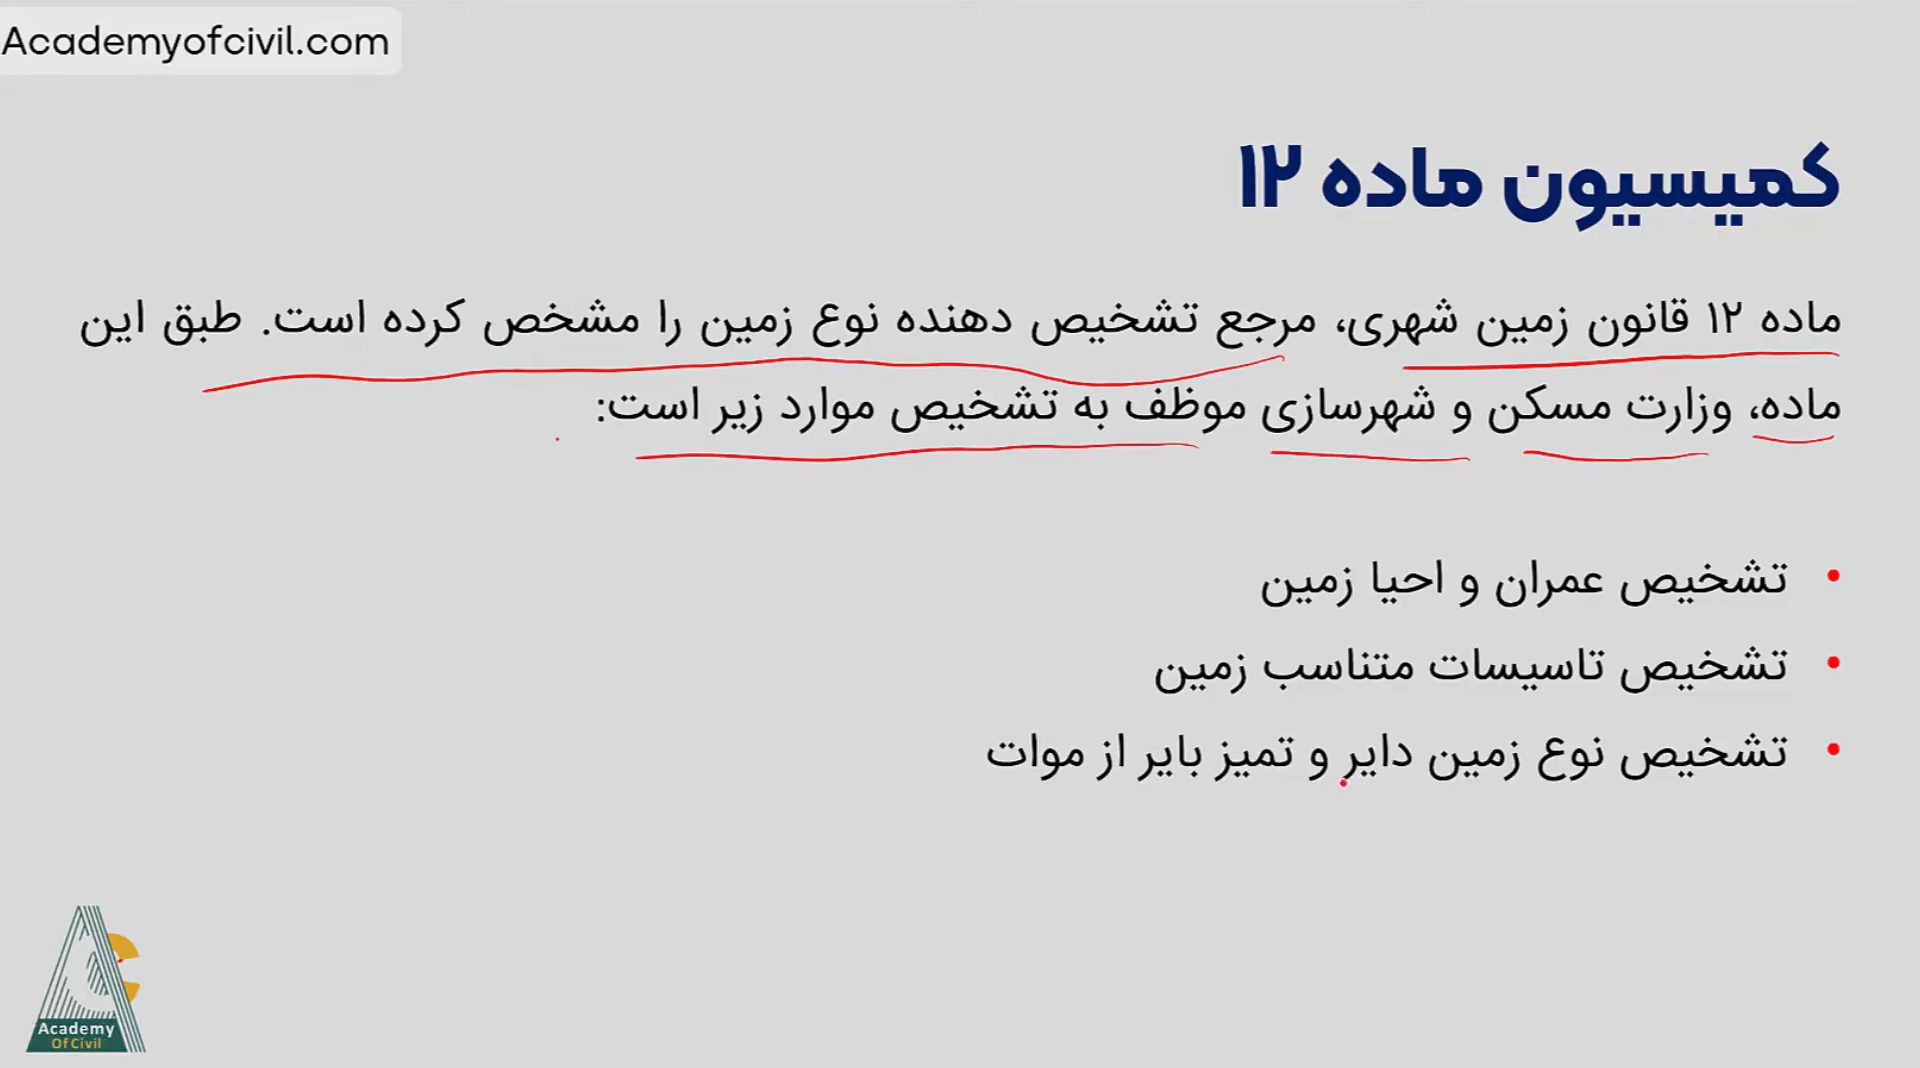 Academyofcivil.com
کمیسیون ماده ۱۲
ماده ۱۲ قانون زمین شهری، مرجع تشخیص دهنده نوع زمین را مشخص کرده است. طبق این
ماده، وزارت مسکن و شهرسازی موظف به تشخیص موارد زیر است:
• تشخیص عمران و احیا زمین
• تشخیص تاسیسات متناسب زمین
• تشخیص نوع زمین دایر و تمیز بایر از موات
Academy
Of Civil